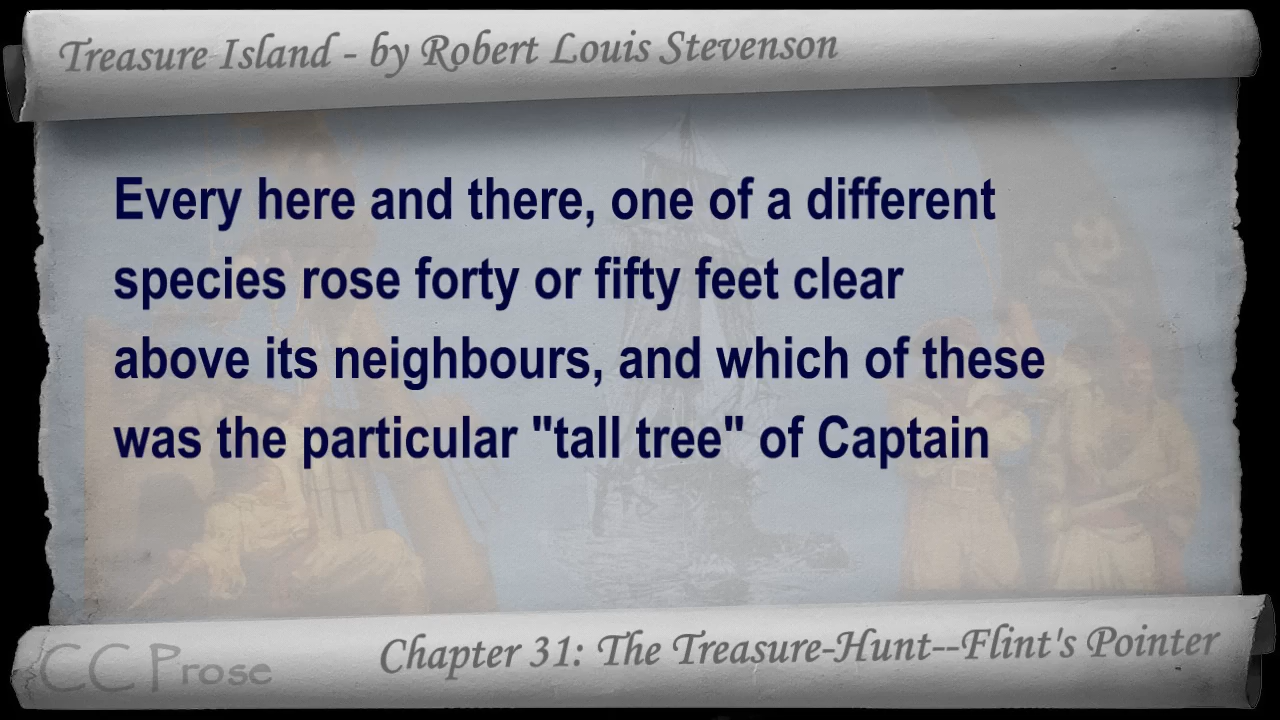 Treasure Island - by Robert Louis Stevenson
Every here and there, one of a different
species rose forty or fifty feet clear
above its neighbours, and which of these
was the particular "tall tree" of Captain
Chapter 31: The Treasure-Hunt--Flint's Pointer
CC Prose